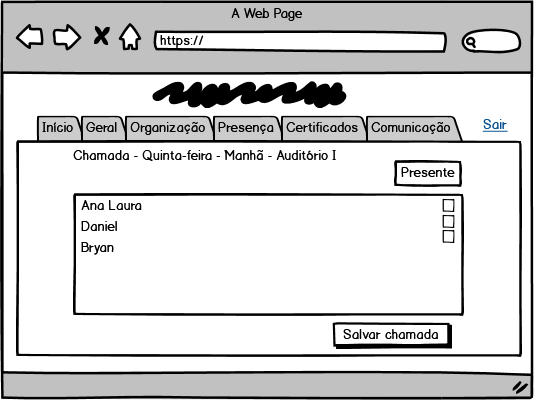 A Web Page
https://
Início Geral Organização Presença Certificados Comunicação Sair
Chamada - Quinta-feira - Manhã - Auditório I
Presente
Ana Laura
Daniel
Bryan
Salvar chamada